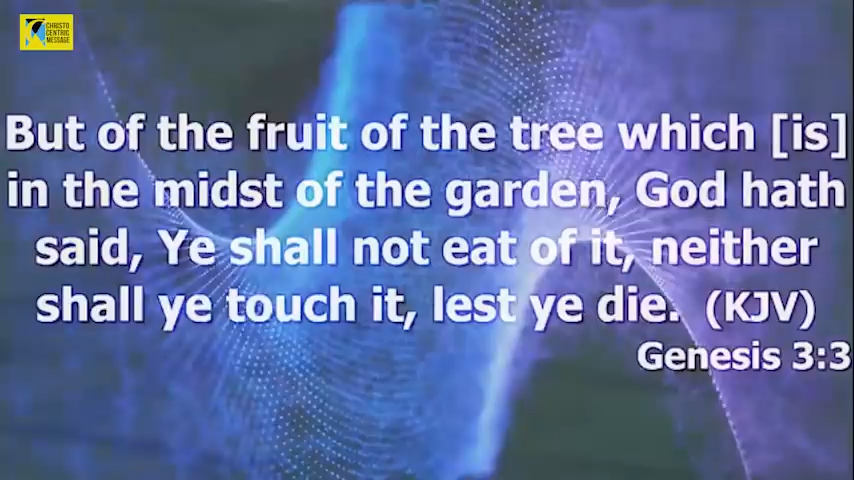 CHRISTO
CENTRIC
MESSAGE
But of the fruit of the tree which [is]
in the midst of the garden, God hath
said, Ye shall not eat of it, neither
shall ye touch it, lest ye die. (KJV)
Genesis 3:3